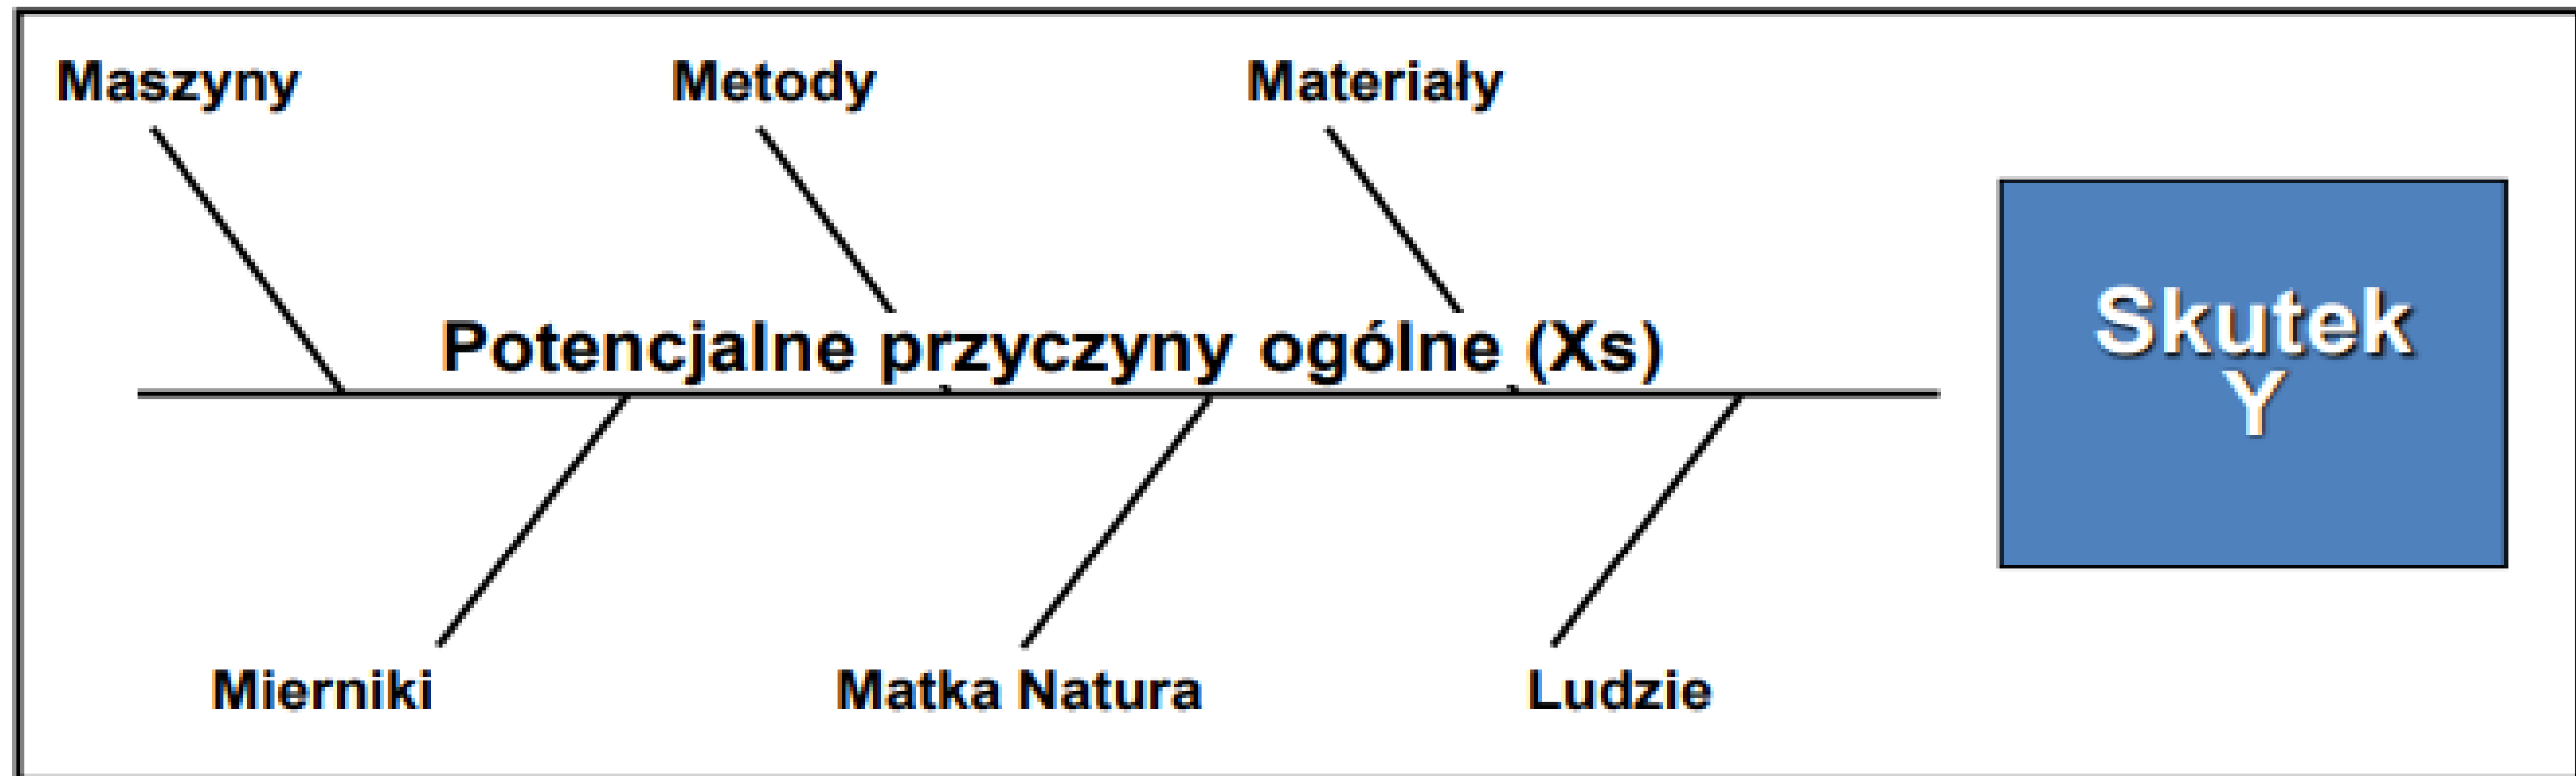 Maszyny
Metody
Materiały
Potencjalne przyczyny ogólne (Xs)
Skutek
Y
Mierniki
Matka Natura
Ludzie